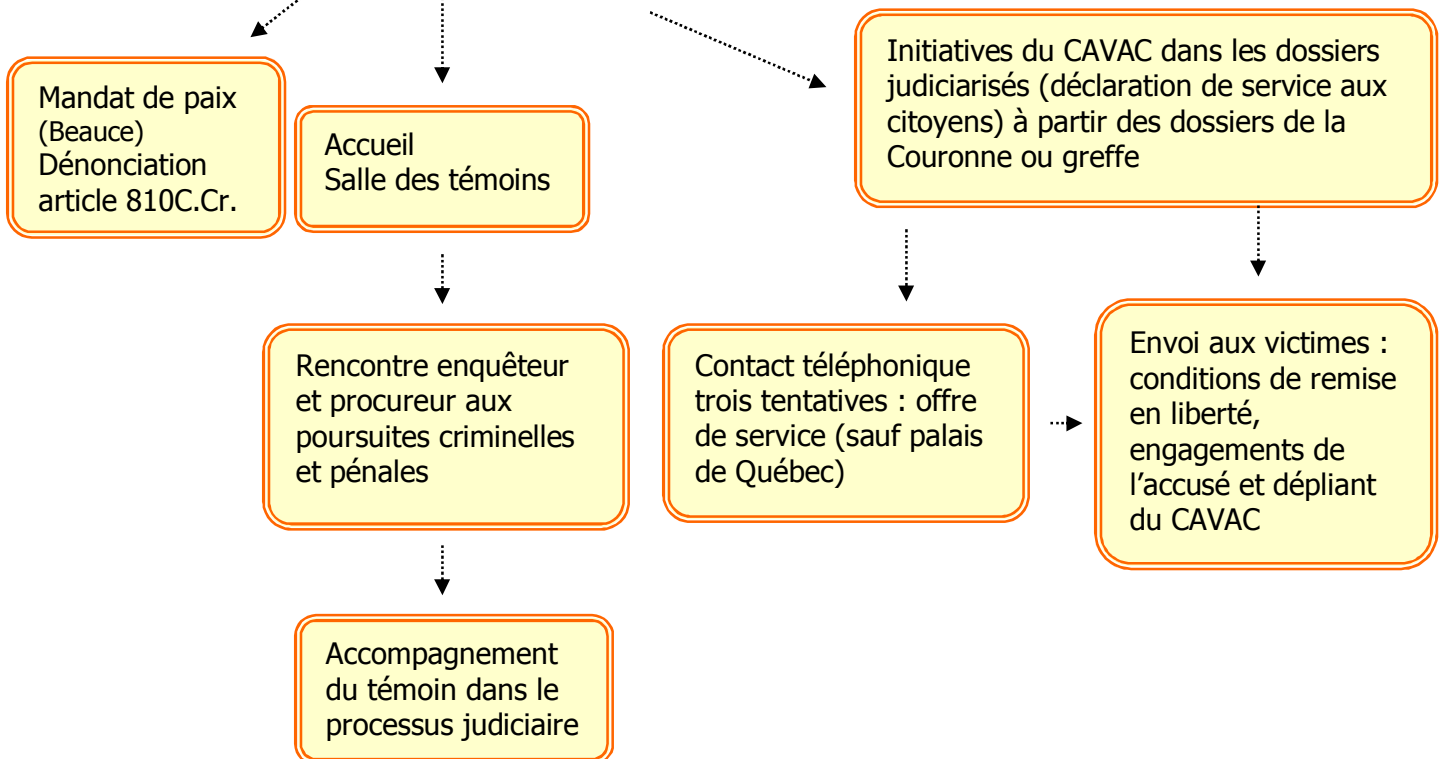 Mandat de paix
(Beauce)
Dénonciation
article 810C.Cr.
Accueil
Salle des témoins
Initiatives du CAVAC dans les dossiers
judiciarisés (déclaration de service aux
citoyens) à partir des dossiers de la
Couronne ou greffe
Rencontre enquêteur
et procureur aux
poursuites criminelles
et pénales
Contact téléphonique
trois tentatives : offre
de service (sauf palais
de Québec)
Envoi aux victimes :
conditions de remise
en liberté,
engagements de
l’accusé et dépliant
du CAVAC
Accompagnement
du témoin dans le
processus judiciaire